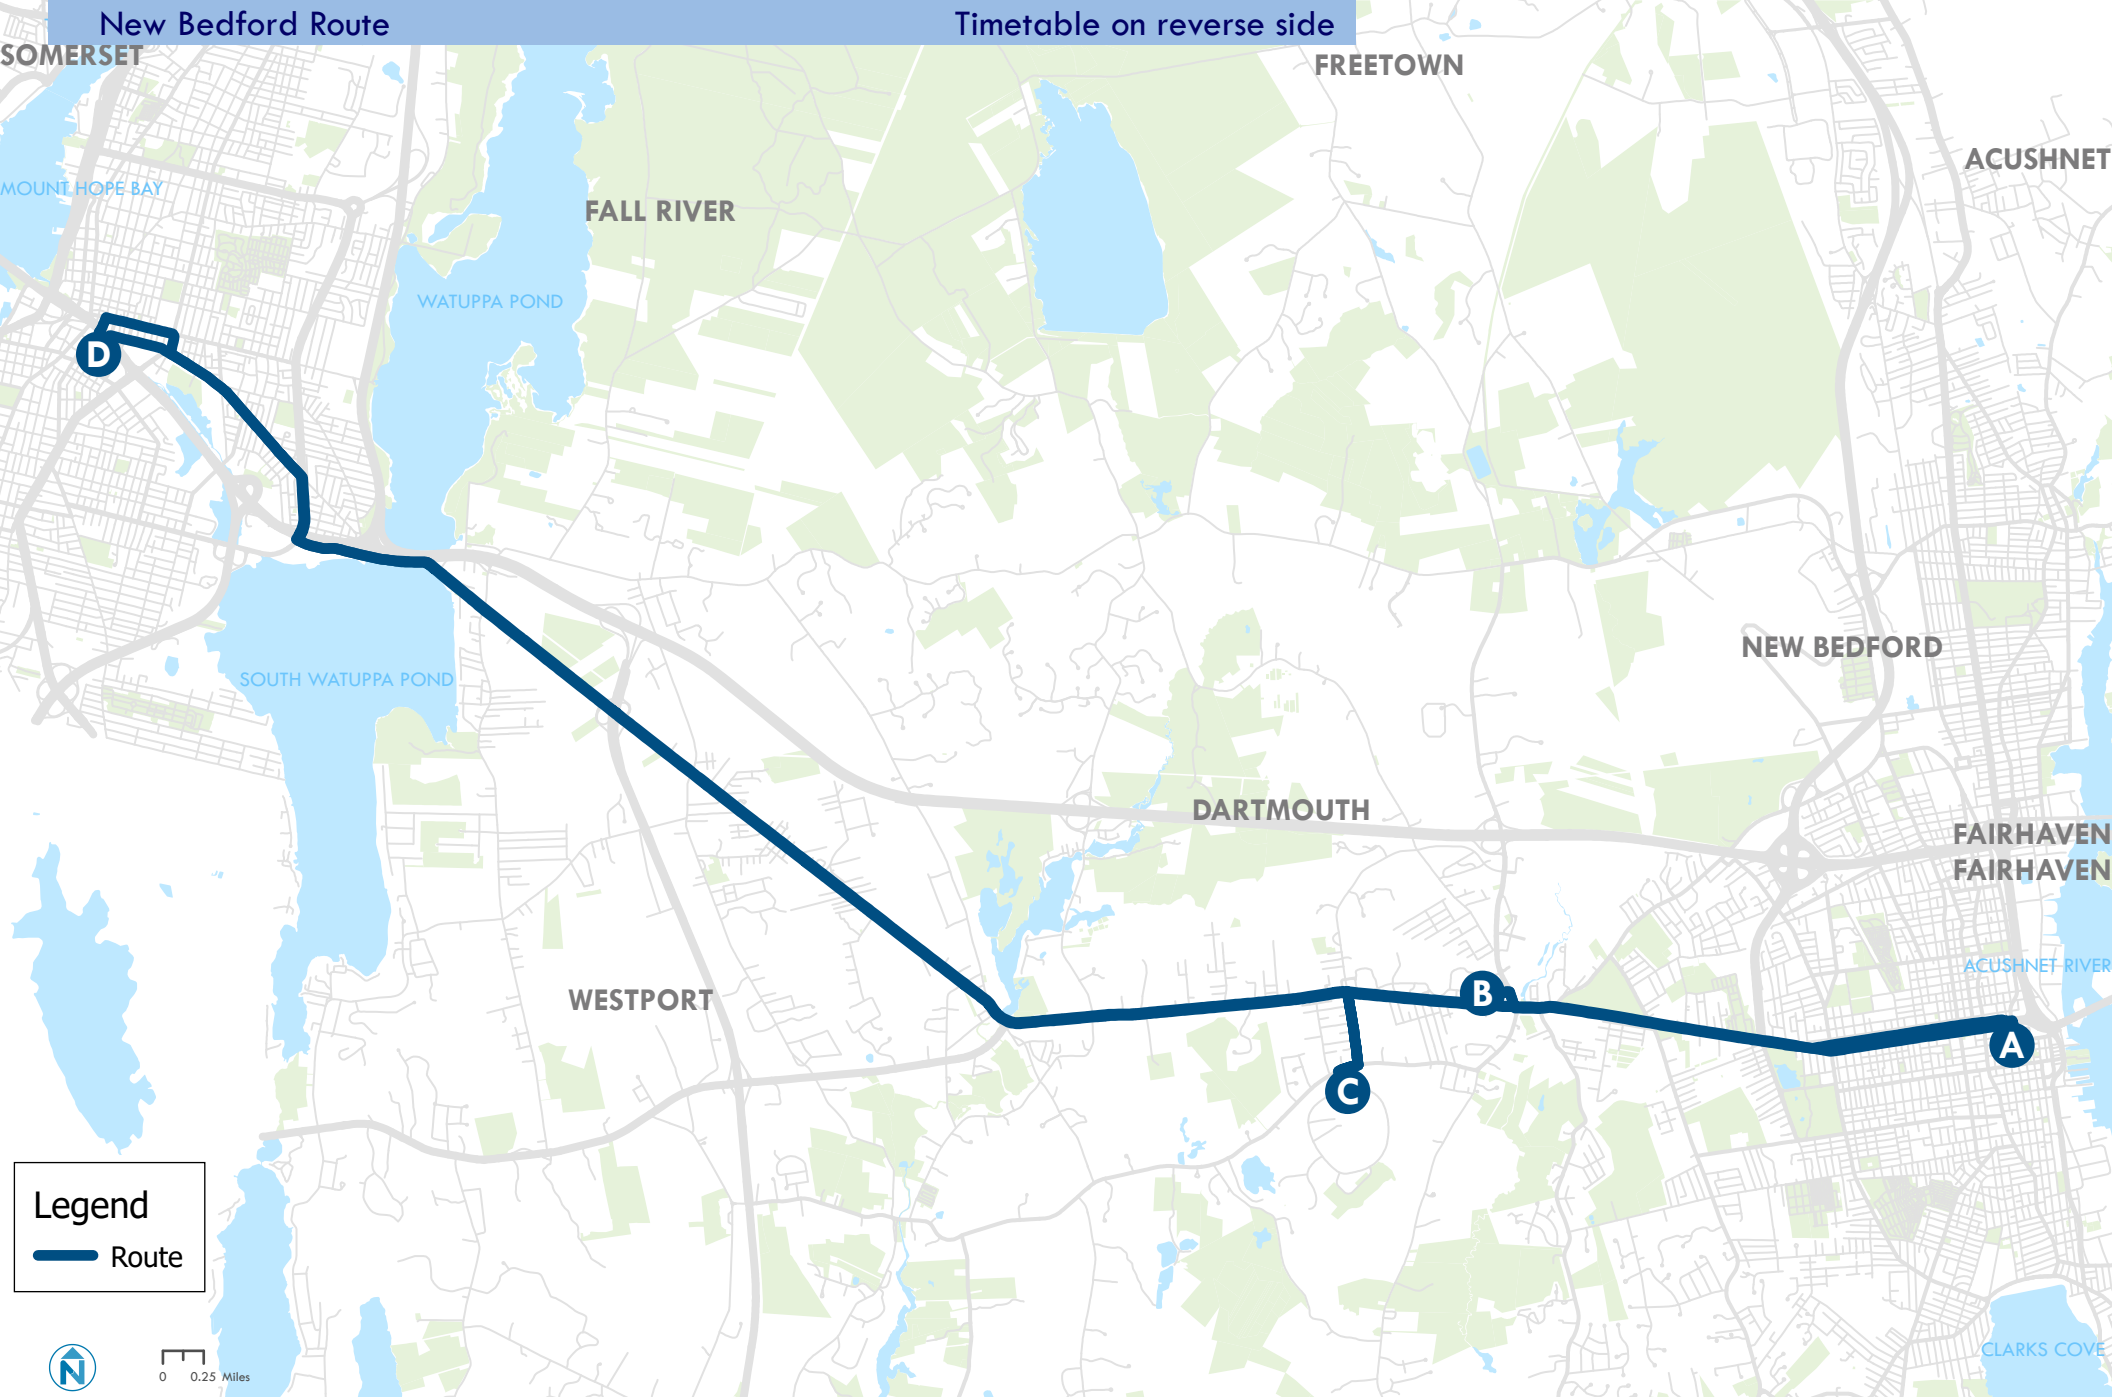 New Bedford Route
Timetable on reverse side
SOMERSET
FREETOWN
ACUSHNET
MOUNT HOPE BAY
FALL RIVER
WATUPPA POND
D
NEW BEDFORD
SOUTH WATUPPA POND
DARTMOUTH
FAIRHAVEN
FAIRHAVEN
ACUSHNET RIVER
WESTPORT
B
A
C
Legend
Route
CLARKS COVE
N
0 0.25 Miles